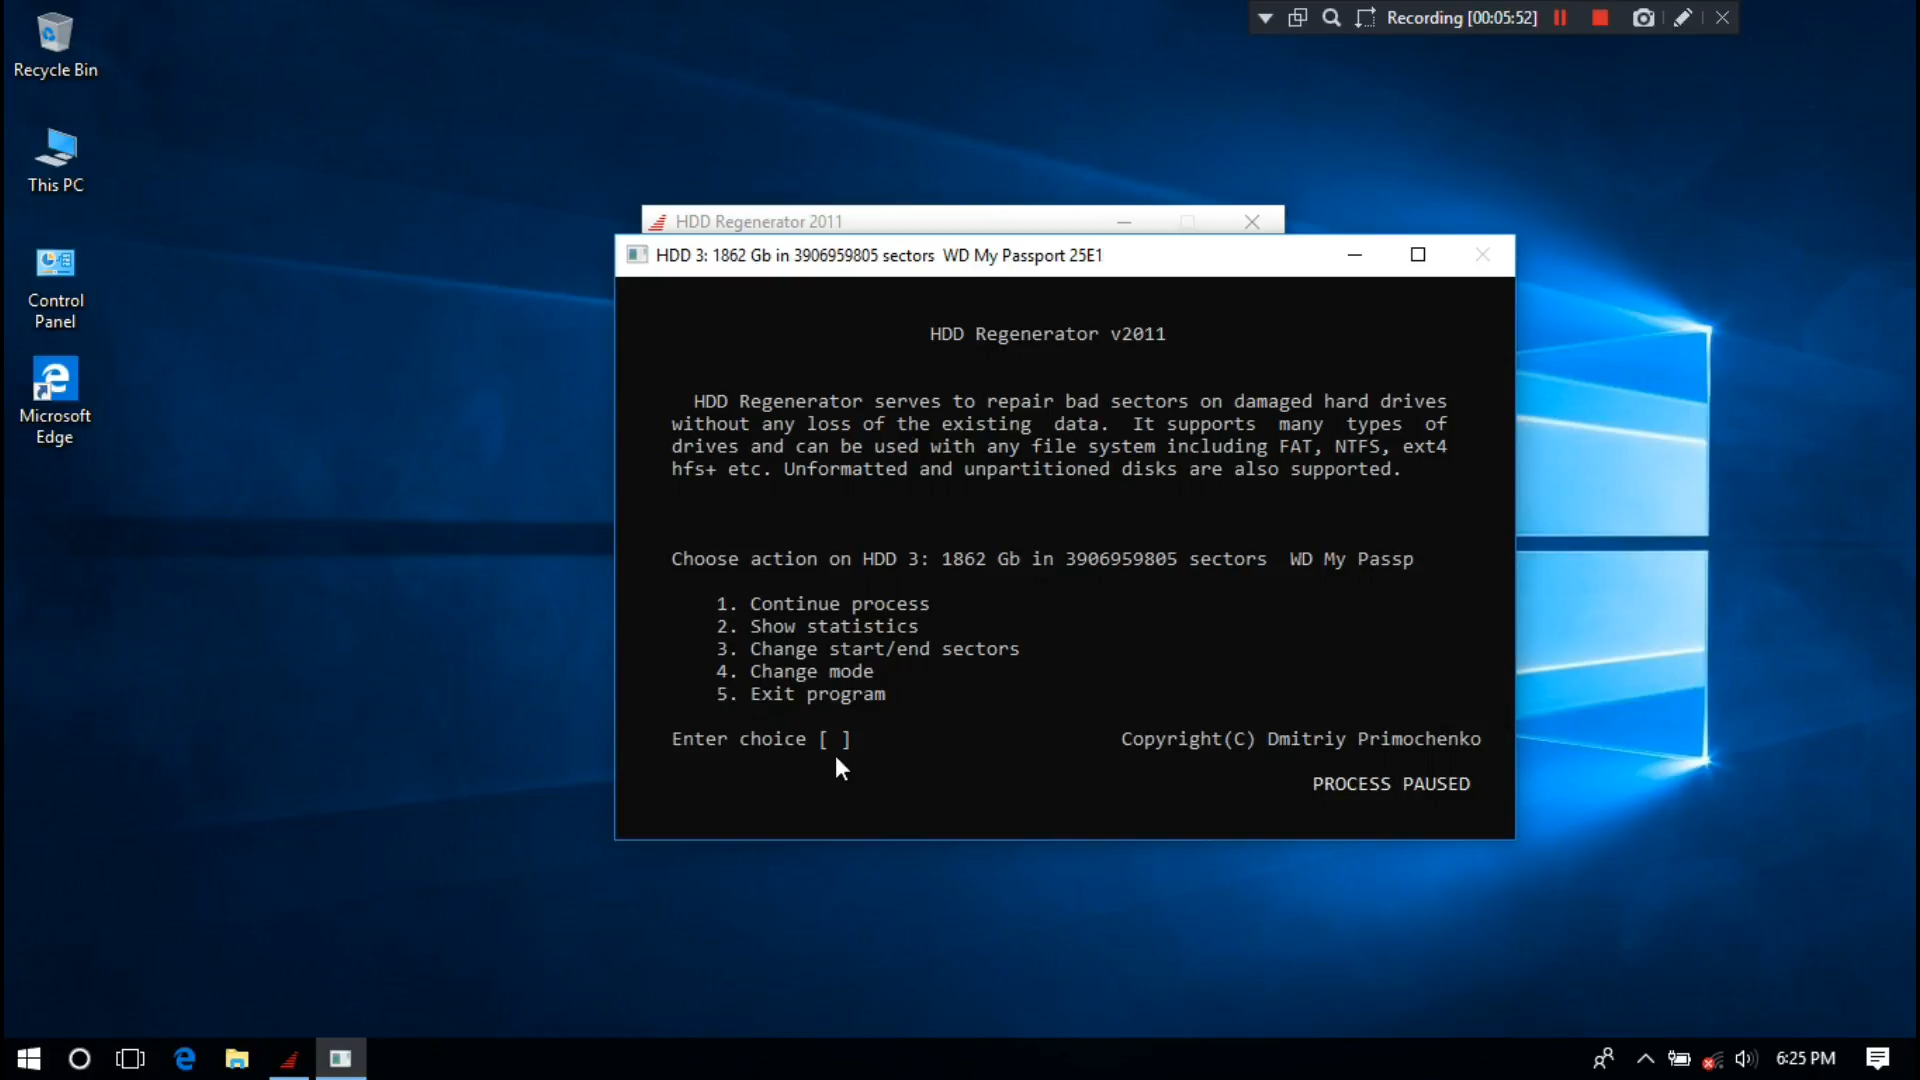 Recycle Bin
This PC
Control
Panel
Microsoft
Edge
Recording [00:05:52]
HDD Regenerator 2011
HDD 3: 1862 Gb in 3906959805 sectors  WD My Passport 25E1
HDD Regenerator v2011
HDD Regenerator serves to repair bad sectors on damaged hard drives
without any loss of the existing  data.  It supports  many  types  of
drives and can be used with any file system including FAT, NTFS, ext4
hfs+ etc. Unformatted and unpartitioned disks are also supported.
Choose action on HDD 3: 1862 Gb in 3906959805 sectors  WD My Passp
1. Continue process
2. Show statistics
3. Change start/end sectors
4. Change mode
5. Exit program
Enter choice [ ]
Copyright(C) Dmitriy Primochenko
PROCESS PAUSED
6:25 PM